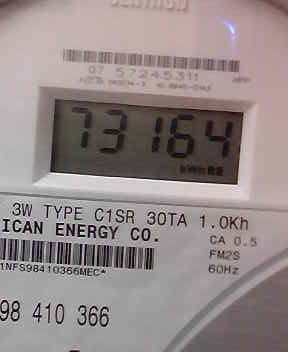 CENTRON
07 57245311
73164
3W TYPE C1SR 30TA 1.0Kh
ICAN ENERGY CO.
CA 0.5
FM2S
60Hz
1NFS98410366MEC*
98 410 366